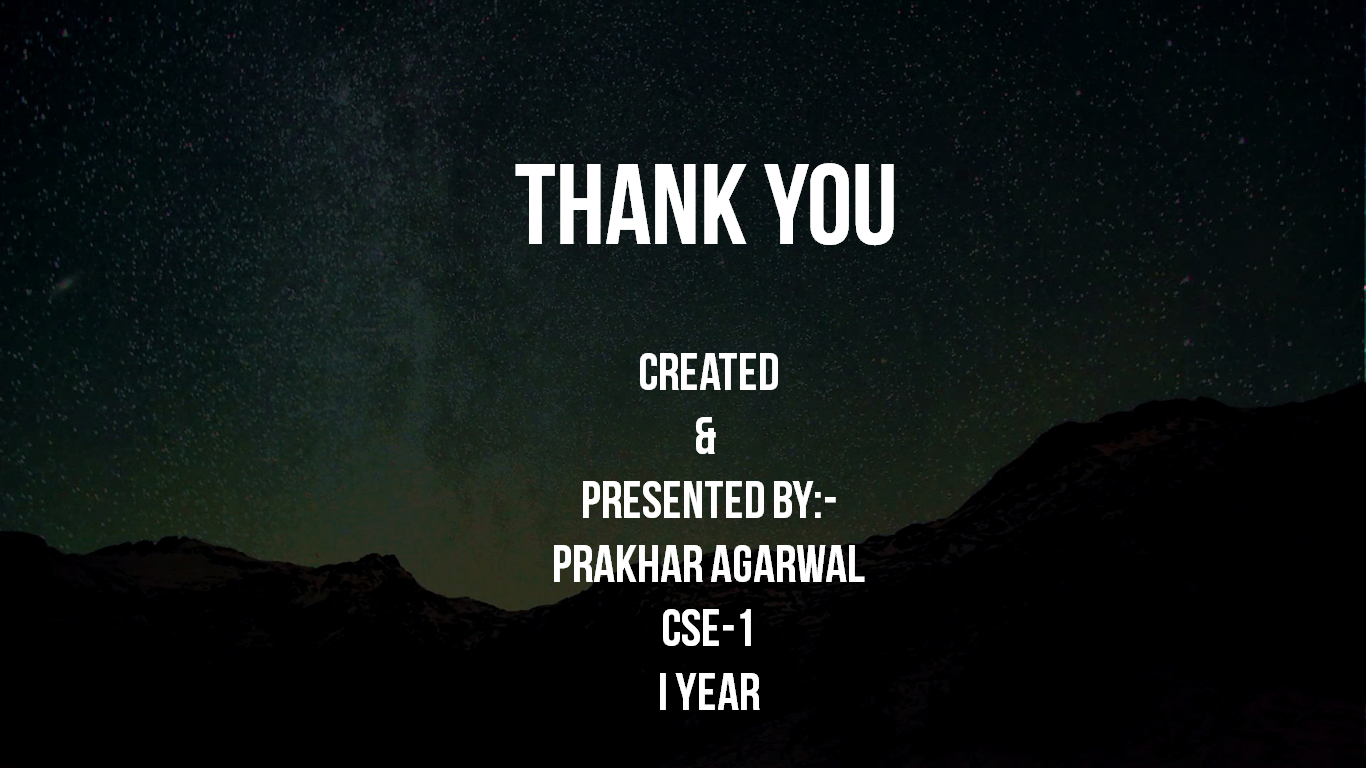 THANK YOU
CREATED
&
PRESENTED BY:-
PRAKHAR AGARWAL
CSE-1
I YEAR